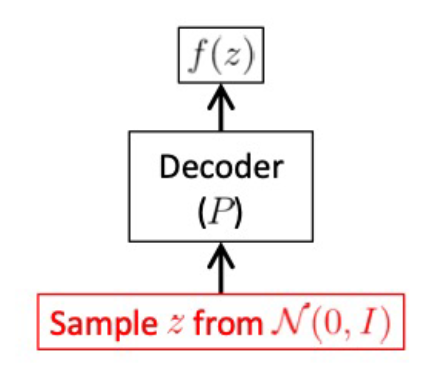 f(z)
Decoder
(P)
Sample z from 𝒩(0, I)